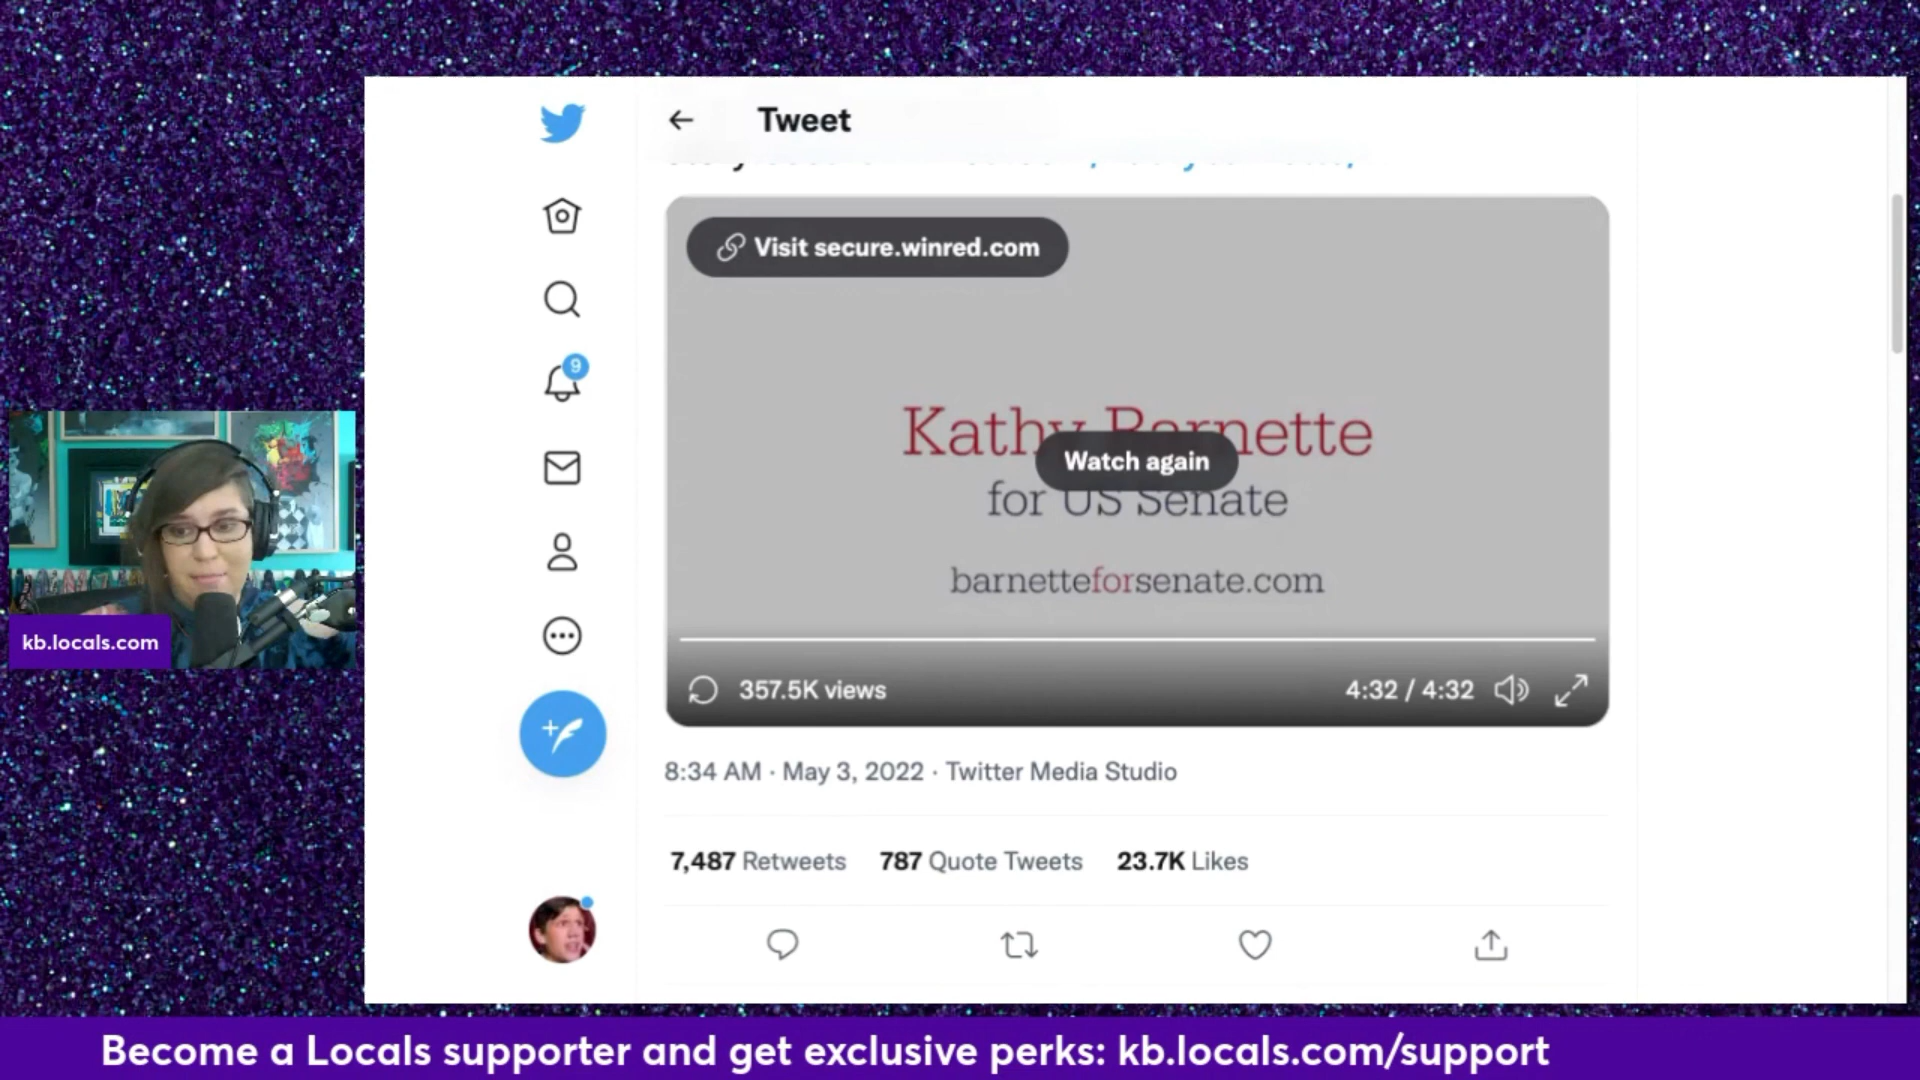 Tweet
Visit secure.winred.com
9
Kathy Barnette
Watch again
for US Senate
barnetteforsenate.com
357.5K views
4:32 / 4:32
8:34 AM · May 3, 2022 · Twitter Media Studio
7,487 Retweets 787 Quote Tweets 23.7K Likes
kb.locals.com
Become a Locals supporter and get exclusive perks: kb.locals.com/support